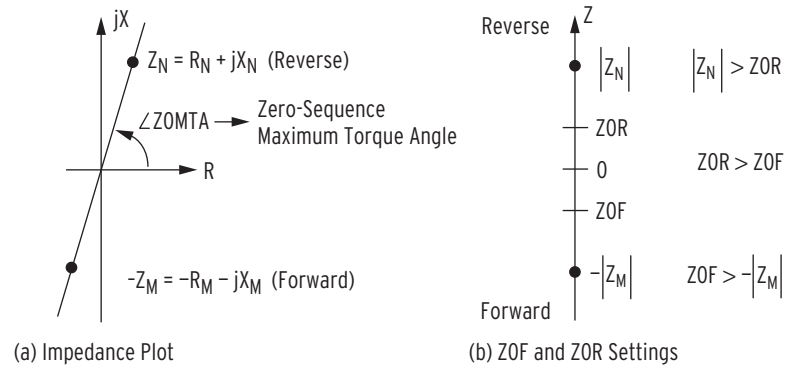 jX
Z_N = R_N + jX_N (Reverse)
∠Z0MTA → Zero-Sequence
Maximum Torque Angle
R
-Z_M = -R_M - jX_M (Forward)
(a) Impedance Plot
Reverse
Z
|Z_N|
|Z_N| > Z0R
Z0R
0
Z0R > Z0F
Z0F
-|Z_M|
Z0F > -|Z_M|
Forward
(b) Z0F and Z0R Settings